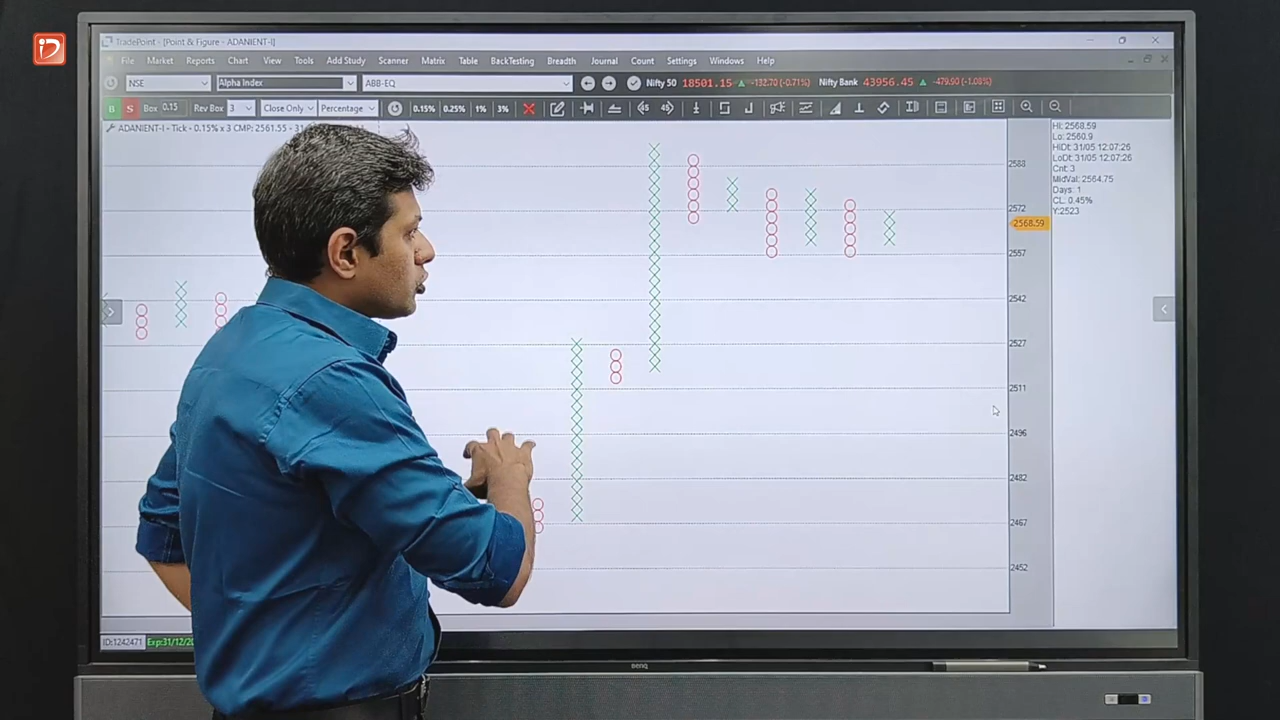 TradePoint - [Point & Figure - ADANIENT-I]
File Market Reports Chart View Tools Add Study Scanner Matrix Table BackTesting Breadth Journal Count Settings Windows Help
NSE Alpha Index ABB-EQ Nifty 50 18501.15 -132.70 (-0.71%) Nifty Bank 43956.45 -479.90 (-1.08%)
B S Box 0.15 Rev Box 3 Close Only Percentage 0.15% 0.25% 1% 3%
ADANIENT-I - Tick - 0.15% x 3 CMP: 2561.55 - 31
Hi: 2568.59
Lo: 2560.9
HiDt: 31/05 12:07:26
LoDt: 31/05 12:07:26
Cnt: 3
MidVal: 2564.75
Days: 1
CL: 0.45%
Y:2523
2588
2572
2568.59
2557
2542
2527
2511
2496
2482
2467
2452
ID:1242471 Exp:31/12/20
BenQ